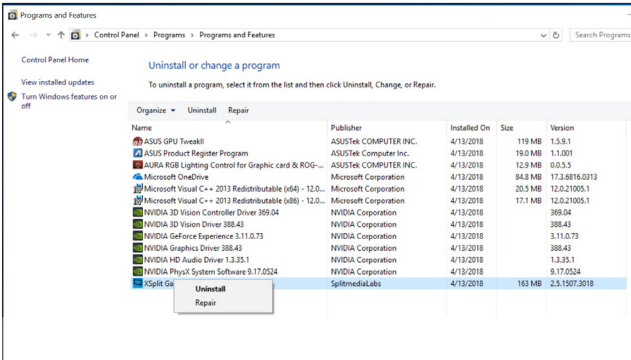 Programs and Features
Control Panel > Programs > Programs and Features
Search Programs
Control Panel Home
View installed updates
Turn Windows features on or
off
Uninstall or change a program
To uninstall a program, select it from the list and then click Uninstall, Change, or Repair.
Organize Uninstall Repair
Name Publisher Installed On Size Version
ASUS GPU TweakII ASUSTek COMPUTER INC. 4/13/2018 119 MB 1.5.9.1
ASUS Product Register Program ASUSTek Computer Inc. 4/13/2018 19.0 MB 1.1.001
AURA RGB Lighting Control for Graphic card & ROG-... ASUSTek COMPUTER INC. 4/13/2018 12.9 MB 0.0.5.5
Microsoft OneDrive Microsoft Corporation 4/13/2018 84.8 MB 17.3.6816.0313
Microsoft Visual C++ 2013 Redistributable (x64) - 12.0... Microsoft Corporation 4/13/2018 20.5 MB 12.0.21005.1
Microsoft Visual C++ 2013 Redistributable (x86) - 12.0... Microsoft Corporation 4/13/2018 17.1 MB 12.0.21005.1
NVIDIA 3D Vision Controller Driver 369.04 NVIDIA Corporation 4/13/2018 369.04
NVIDIA 3D Vision Driver 388.43 NVIDIA Corporation 4/13/2018 388.43
NVIDIA GeForce Experience 3.11.0.73 NVIDIA Corporation 4/13/2018 3.11.0.73
NVIDIA Graphics Driver 388.43 NVIDIA Corporation 4/13/2018 388.43
NVIDIA HD Audio Driver 1.3.35.1 NVIDIA Corporation 4/13/2018 1.3.35.1
NVIDIA PhysX System Software 9.17.0524 NVIDIA Corporation 4/13/2018 9.17.0524
XSplit Ga SplitmediaLabs 4/13/2018 163 MB 2.5.1507.3018
Uninstall
Repair